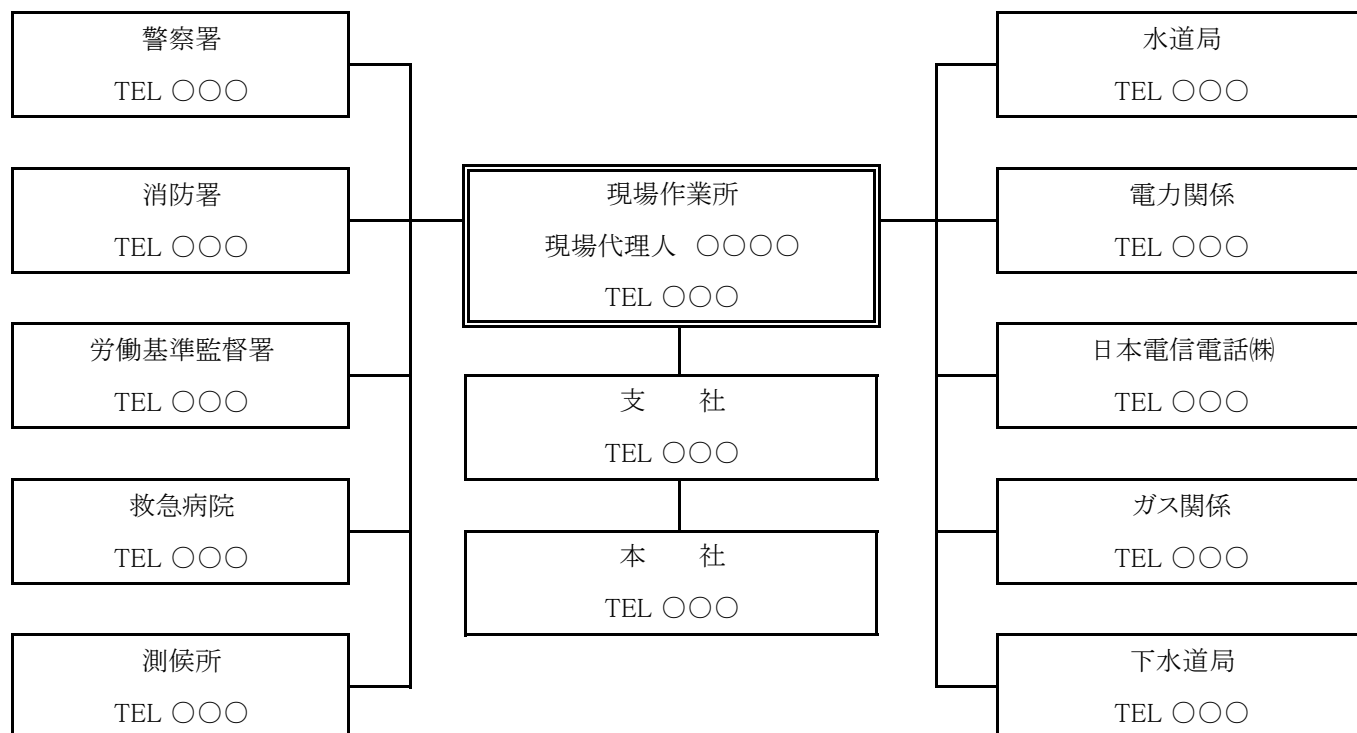 警察署
TEL ○○○
消防署
TEL ○○○
労働基準監督署
TEL ○○○
救急病院
TEL ○○○
測候所
TEL ○○○
現場作業所
現場代理人 ○○○○
TEL ○○○
支 社
TEL ○○○
本 社
TEL ○○○
水道局
TEL ○○○
電力関係
TEL ○○○
日本電信電話㈱
TEL ○○○
ガス関係
TEL ○○○
下水道局
TEL ○○○